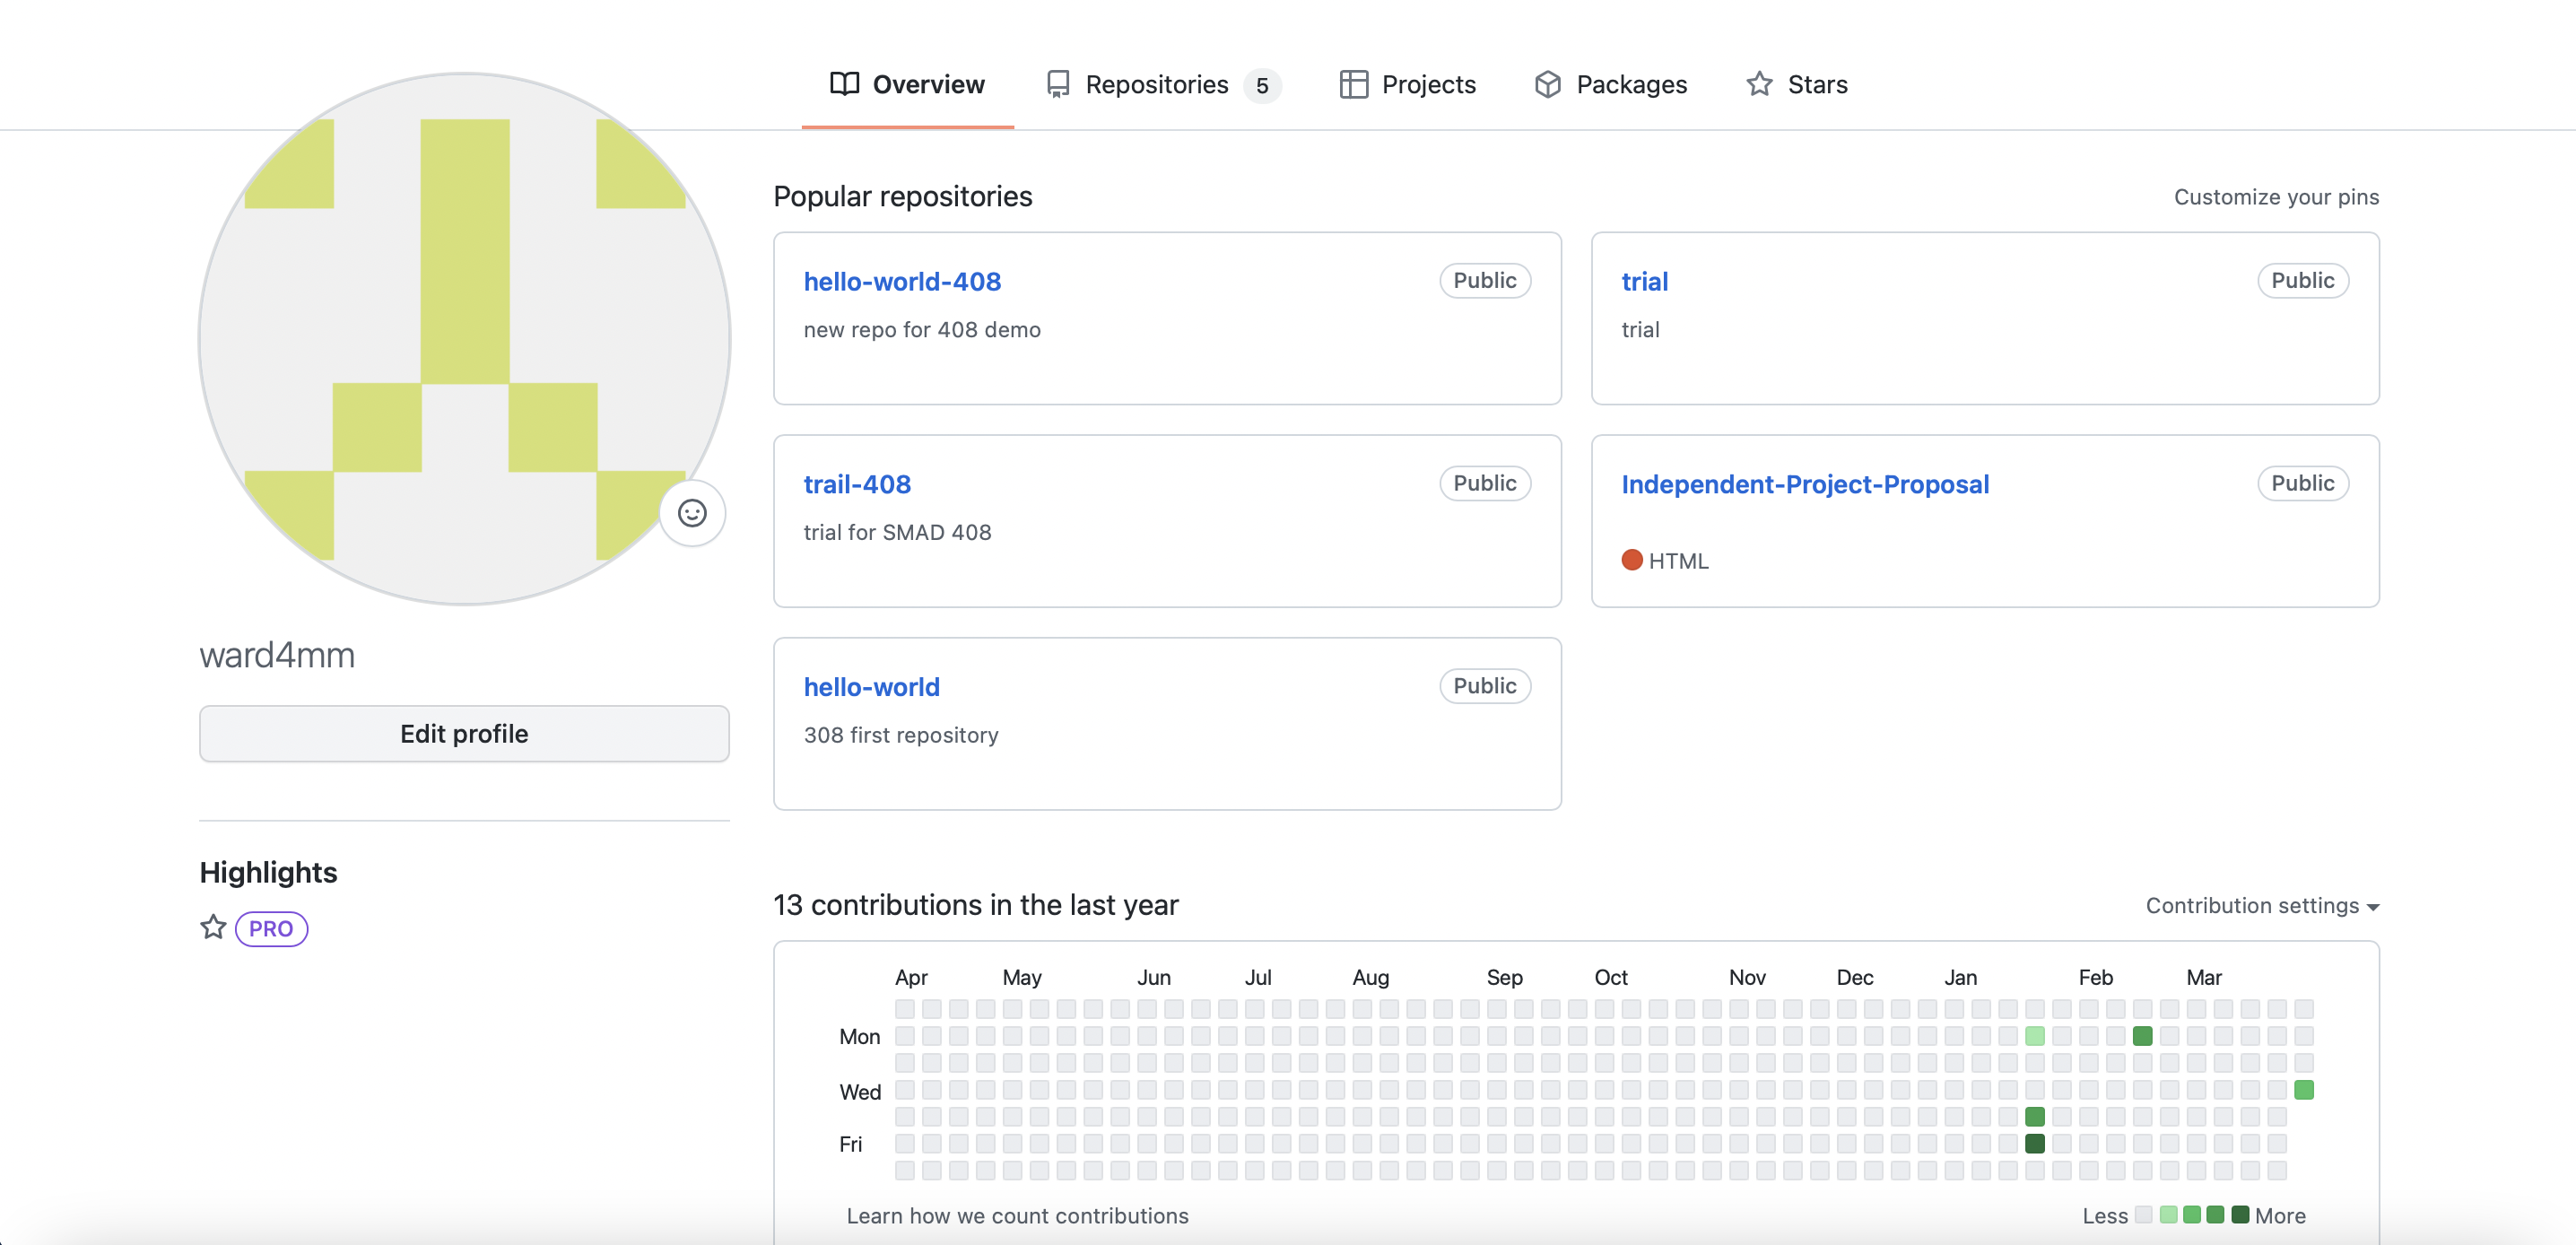 Overview Repositories 5 Projects Packages Stars
ward4mm
Edit profile
Highlights
PRO
Popular repositories Customize your pins
hello-world-408 Public
new repo for 408 demo
trial Public
trial
trail-408 Public
trial for SMAD 408
Independent-Project-Proposal Public
HTML
hello-world Public
308 first repository
13 contributions in the last year Contribution settings
Apr May Jun Jul Aug Sep Oct Nov Dec Jan Feb Mar
Mon
Wed
Fri
Learn how we count contributions Less More